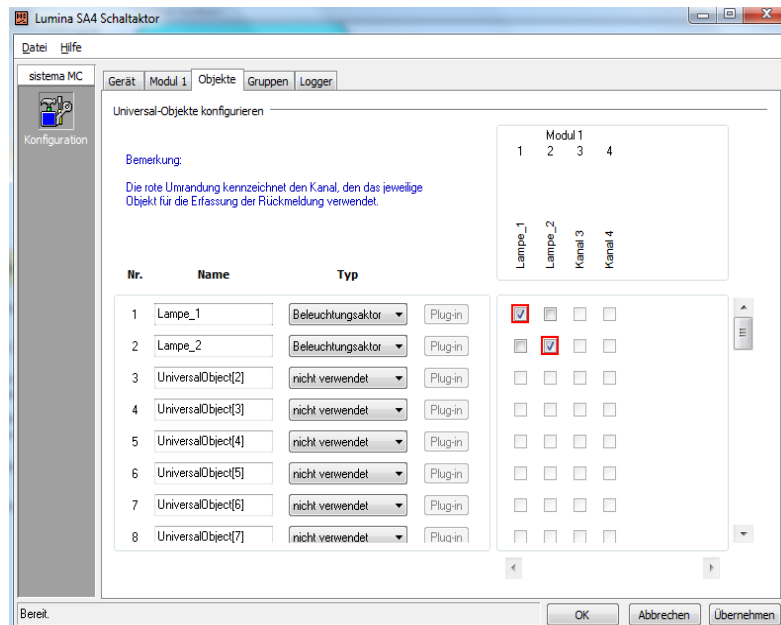 Lumina SA4 Schaltaktor
Datei Hilfe
sistema MC
Konfiguration
Gerät Modul 1 Objekte Gruppen Logger
Universal-Objekte konfigurieren
Bemerkung:
Die rote Umrandung kennzeichnet den Kanal, den das jeweilige
Objekt für die Erfassung der Rückmeldung verwendet.
Modul 1
1 2 3 4
Lampe_1
Lampe_2
Kanal 3
Kanal 4
Nr. Name Typ
1 Lampe_1 Beleuchtungsaktor Plug-in
2 Lampe_2 Beleuchtungsaktor Plug-in
3 UniversalObject[2] nicht verwendet Plug-in
4 UniversalObject[3] nicht verwendet Plug-in
5 UniversalObject[4] nicht verwendet Plug-in
6 UniversalObject[5] nicht verwendet Plug-in
7 UniversalObject[6] nicht verwendet Plug-in
8 UniversalObject[7] nicht verwendet Plug-in
Bereit. OK Abbrechen Übernehmen